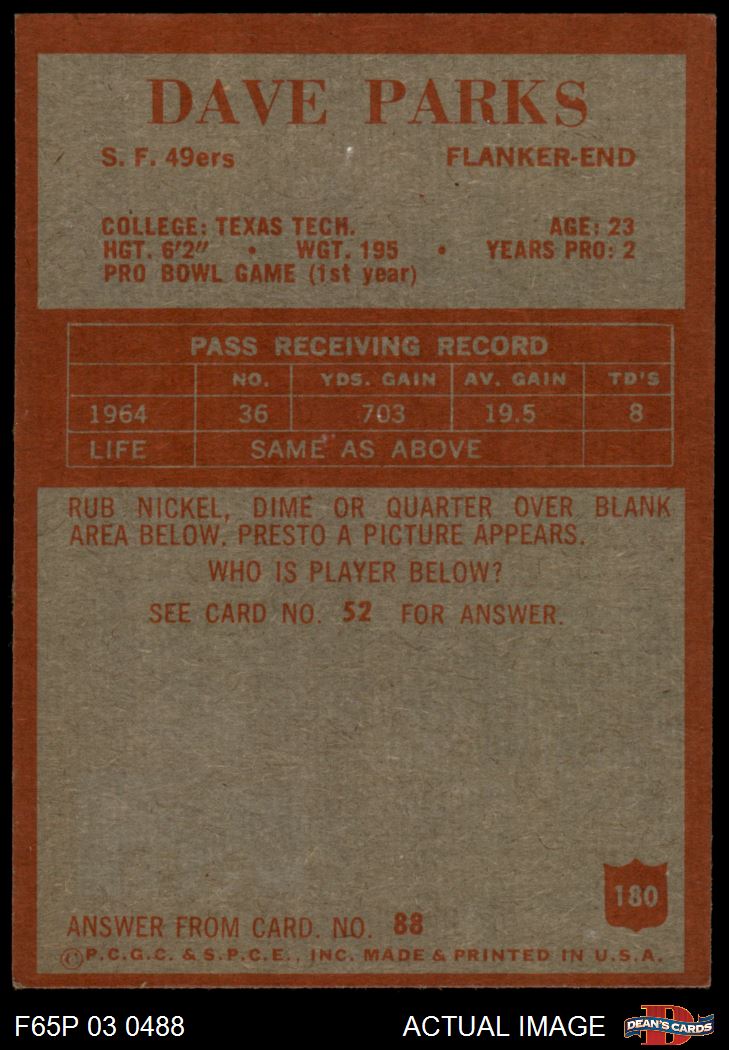 DAVE PARKS
S. F. 49ers FLANKER-END
COLLEGE: TEXAS TECH. AGE: 23
HGT. 6'2" • WGT. 195 • YEARS PRO: 2
PRO BOWL GAME (1st year)
PASS RECEIVING RECORD
NO. YDS. GAIN AV. GAIN TD'S
1964 36 703 19.5 8
LIFE SAME AS ABOVE
RUB NICKEL, DIME OR QUARTER OVER BLANK
AREA BELOW. PRESTO A PICTURE APPEARS.
WHO IS PLAYER BELOW?
SEE CARD NO. 52 FOR ANSWER.
180
ANSWER FROM CARD. NO. 88
©P.C.G.C. & S.P.C.E., INC. MADE & PRINTED IN U.S.A.
F65P 03 0488 ACTUAL IMAGE DEAN'S CARDS